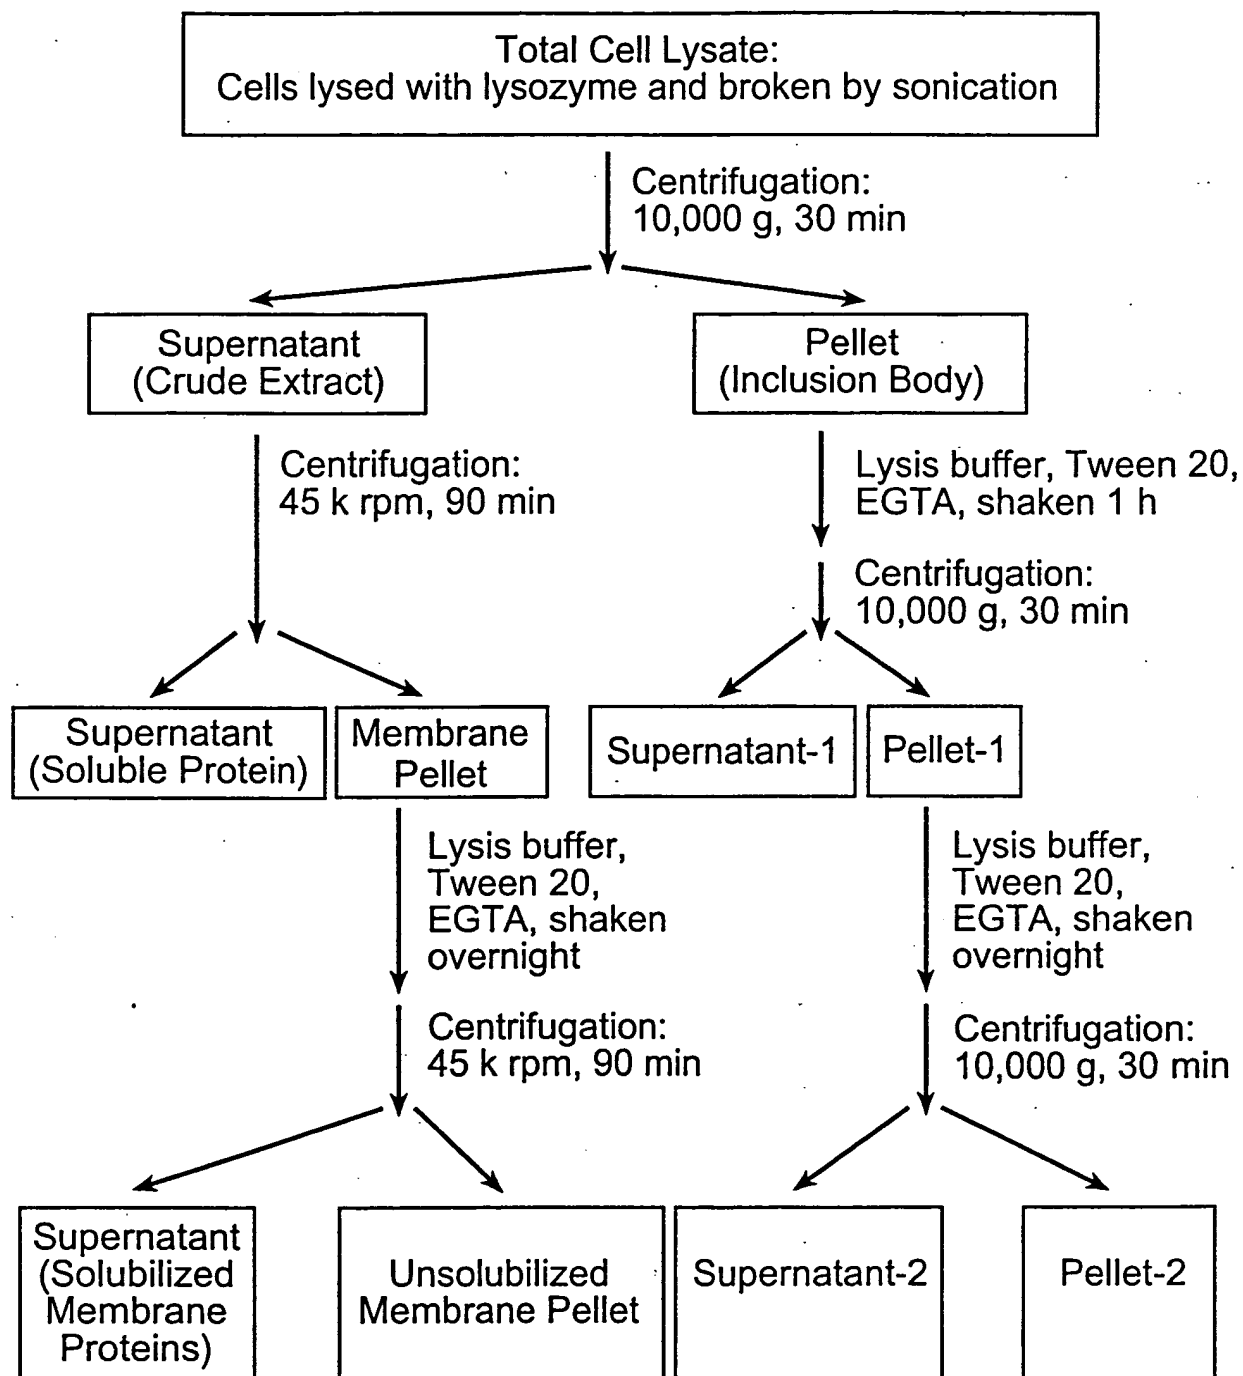 Total Cell Lysate:
Cells lysed with lysozyme and broken by sonication
Centrifugation:
10,000 g, 30 min
Supernatant
(Crude Extract)
Pellet
(Inclusion Body)
Centrifugation:
45 k rpm, 90 min
Lysis buffer, Tween 20,
EGTA, shaken 1 h
Centrifugation:
10,000 g, 30 min
Supernatant
(Soluble Protein)
Membrane
Pellet
Supernatant-1
Pellet-1
Lysis buffer,
Tween 20,
EGTA, shaken
overnight
Lysis buffer,
Tween 20,
EGTA, shaken
overnight
Centrifugation:
45 k rpm, 90 min
Centrifugation:
10,000 g, 30 min
Supernatant
(Solubilized
Membrane
Proteins)
Unsolubilized
Membrane Pellet
Supernatant-2
Pellet-2